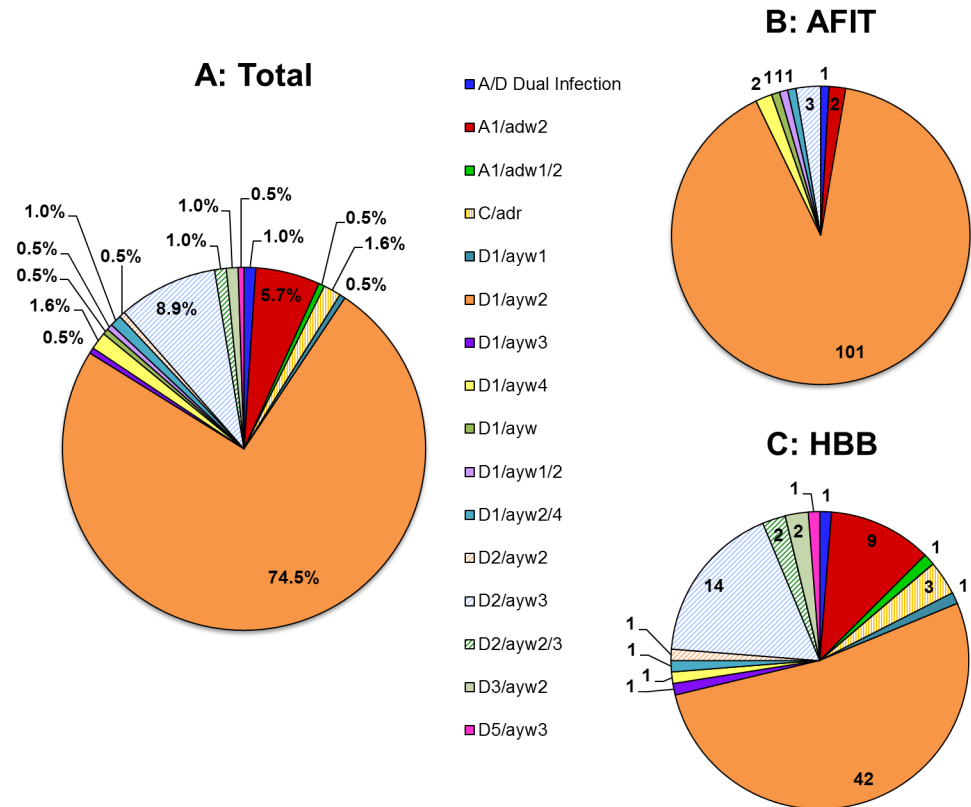 A: Total
0.5%
1.0%
1.0%
1.0%
0.5%
1.0%
0.5%
1.6%
0.5%
0.5%
0.5%
1.6%
0.5%
8.9%
5.7%
74.5%
A/D Dual Infection
A1/adw2
A1/adw1/2
C/adr
D1/ayw1
D1/ayw2
D1/ayw3
D1/ayw4
D1/ayw
D1/ayw1/2
D1/ayw2/4
D2/ayw2
D2/ayw3
D2/ayw2/3
D3/ayw2
D5/ayw3
B: AFIT
2
1
1
1
3
1
2
101
C: HBB
1
1
9
1
3
1
2
2
14
1
1
1
1
42